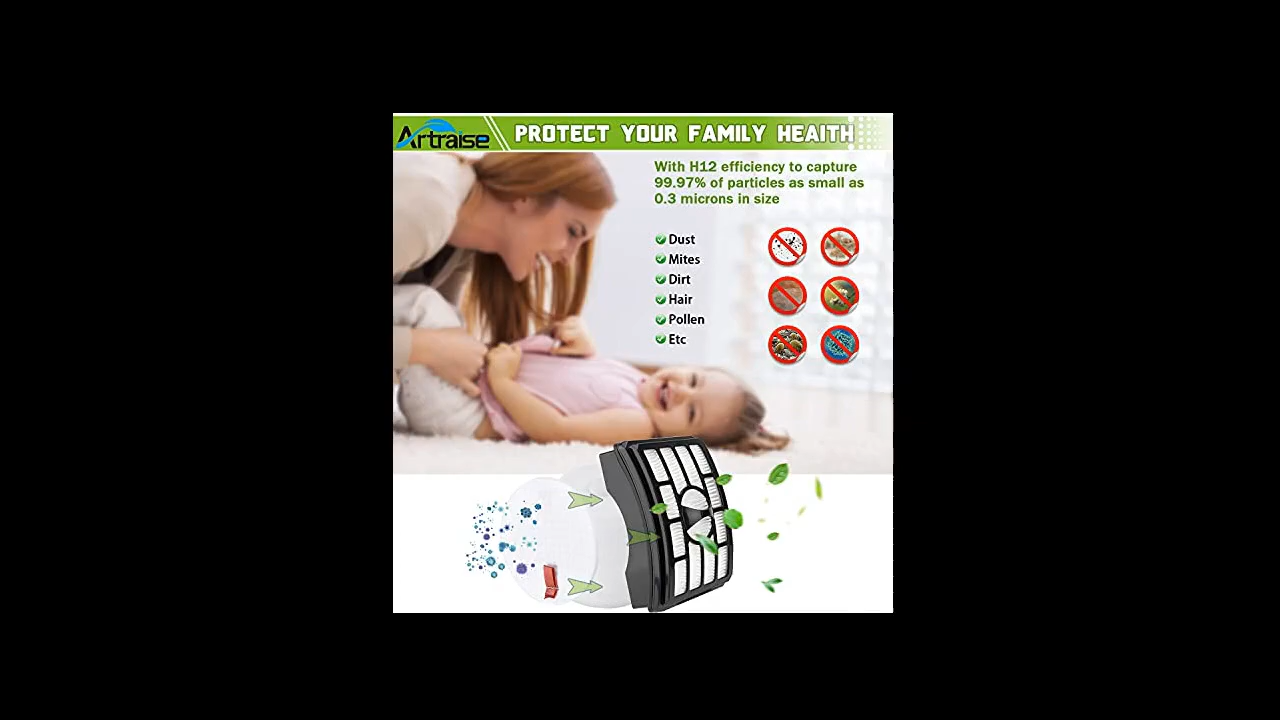 Artraise
PROTECT YOUR FAMILY HEAITH
With H12 efficiency to capture
99.97% of particles as small as
0.3 microns in size
Dust
Mites
Dirt
Hair
Pollen
Etc